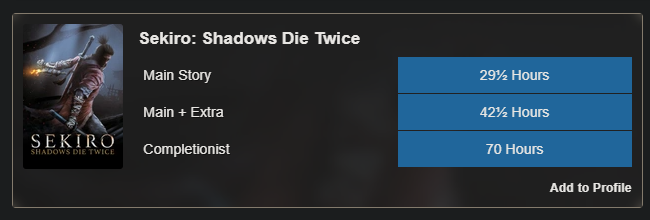 Sekiro: Shadows Die Twice
Main Story 29½ Hours
Main + Extra 42½ Hours
Completionist 70 Hours
SEKIRO
SHADOWS DIE TWICE
Add to Profile